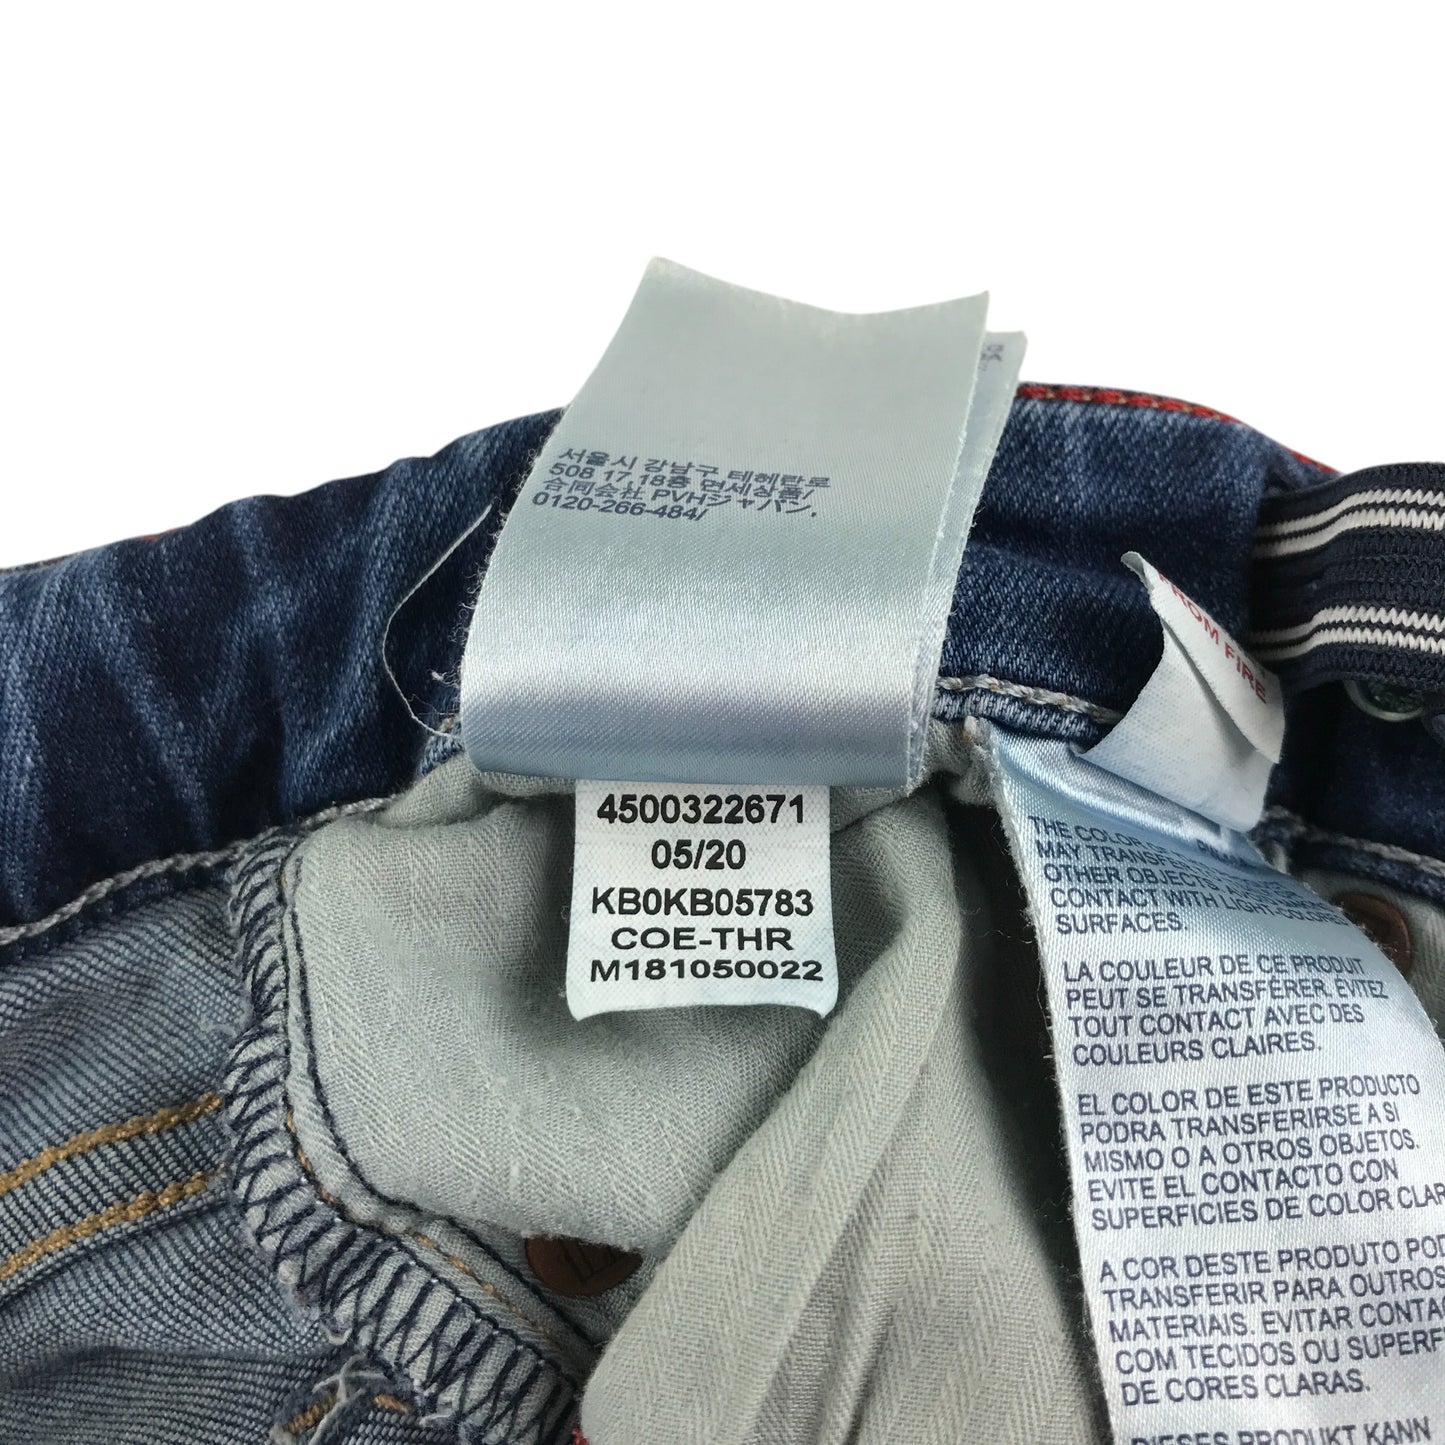 서울시 강남구 테헤란로
508 17,18층 면세상품/
合同会社 PVHジャパン,
0120-266-484/
4500322671
05/20
KB0KB05783
COE-THR
M181050022
FROM FIRE
THE COLOR
MAY TRANSFER
OTHER OBJECTS
CONTACT WITH LIGHT-COLORED
SURFACES.
LA COULEUR DE CE PRODUIT
PEUT SE TRANSFÉRER. ÉVITEZ
TOUT CONTACT AVEC DES
COULEURS CLAIRES.
EL COLOR DE ESTE PRODUCTO
PODRA TRANSFERIRSE A SI
MISMO O A OTROS OBJETOS.
EVITE EL CONTACTO CON
SUPERFICIES DE COLOR CLAR
A COR DESTE PRODUTO POD
TRANSFERIR PARA OUTROS
MATERIAIS. EVITAR CONTA
COM TECIDOS OU SUPERF
DE CORES CLARAS.
DIESES PRODUKT KANN